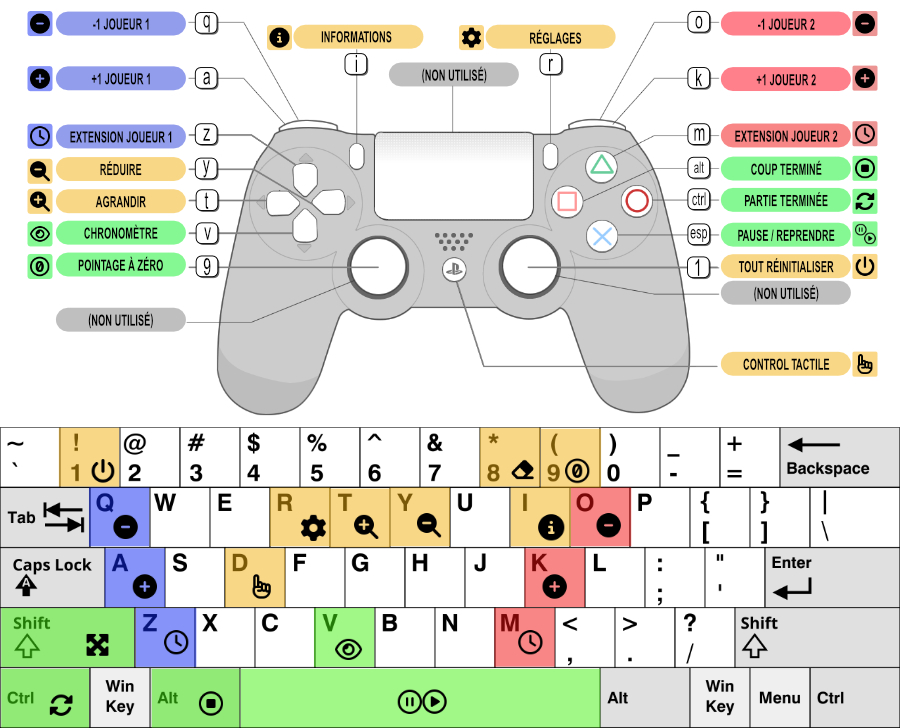 -1 JOUEUR 1 q
+1 JOUEUR 1 a
EXTENSION JOUEUR 1 z
RÉDUIRE y
AGRANDIR t
CHRONOMÈTRE v
POINTAGE À ZÉRO 9
(NON UTILISÉ)
INFORMATIONS
i
(NON UTILISÉ)
RÉGLAGES
r
o -1 JOUEUR 2
k +1 JOUEUR 2
m EXTENSION JOUEUR 2
alt COUP TERMINÉ
ctrl PARTIE TERMINÉE
esp PAUSE / REPRENDRE
1 TOUT RÉINITIALISER
(NON UTILISÉ)
CONTROL TACTILE
~ ! @ # $ % ^ & * ( ) _ +
` 1 2 3 4 5 6 7 8 9 0 - = Backspace
Tab Q W E R T Y U I O P { } |
[ ] \
Caps Lock A S D F G H J K L : " Enter
A ; '
Shift Z X C V B N M < > ? Shift
, . /
Ctrl Win Key Alt Alt Win Key Menu Ctrl